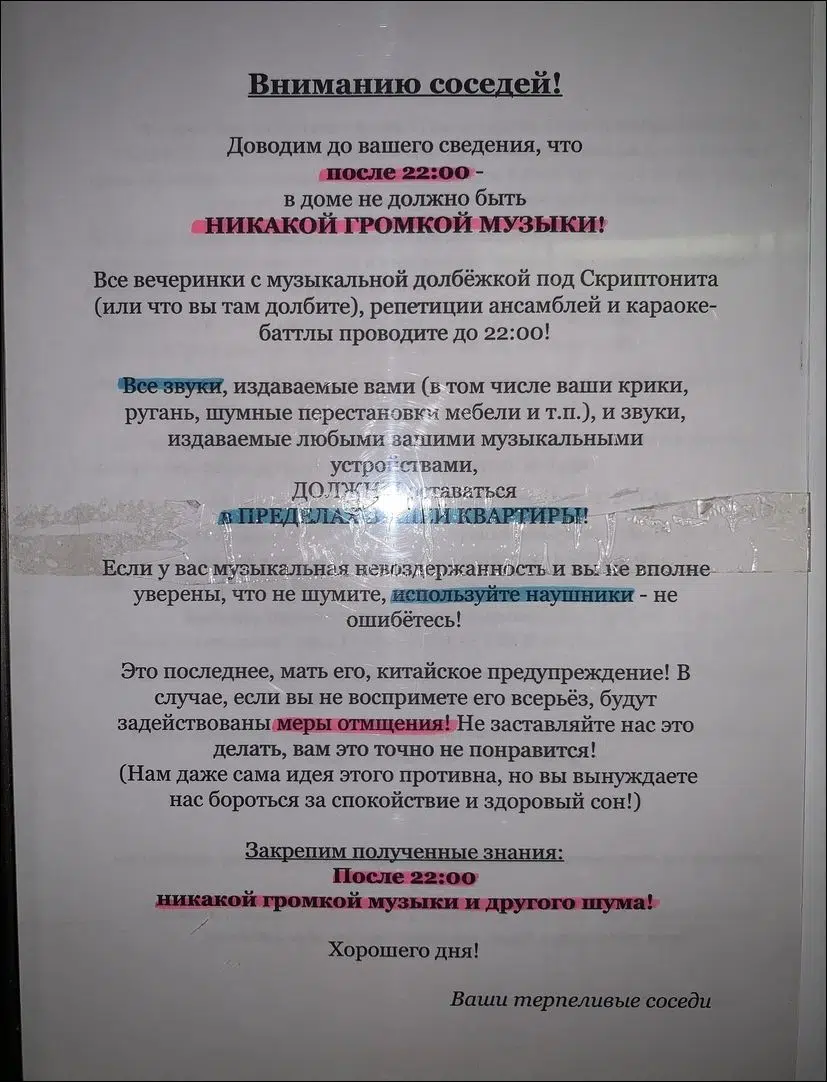 Вниманию соседей!
Доводим до вашего сведения, что
после 22:00 -
в доме не должно быть
НИКАКОЙ ГРОМКОЙ МУЗЫКИ!
Все вечеринки с музыкальной долбёжкой под Скриптонита
(или что вы там долбите), репетиции ансамблей и караоке-
баттлы проводите до 22:00!
Все звуки, издаваемые вами (в том числе ваши крики,
ругань, шумные перестановки мебели и т.п.), и звуки,
издаваемые любыми вашими музыкальными
устройствами,
в ПРЕДЕЛАХ ВАШЕЙ КВАРТИРЫ!
Если у вас музыкальная невоздержанность и вы не вполне
уверены, что не шумите, используйте наушники - не
ошибётесь!
Это последнее, мать его, китайское предупреждение! В
случае, если вы не воспримете его всерьёз, будут
задействованы меры отмщения! Не заставляйте нас это
делать, вам это точно не понравится!
(Нам даже сама идея этого противна, но вы вынуждаете
нас бороться за спокойствие и здоровый сон!)
Закрепим полученные знания:
После 22:00
никакой громкой музыки и другого шума!
Хорошего дня!
Ваши терпеливые соседи